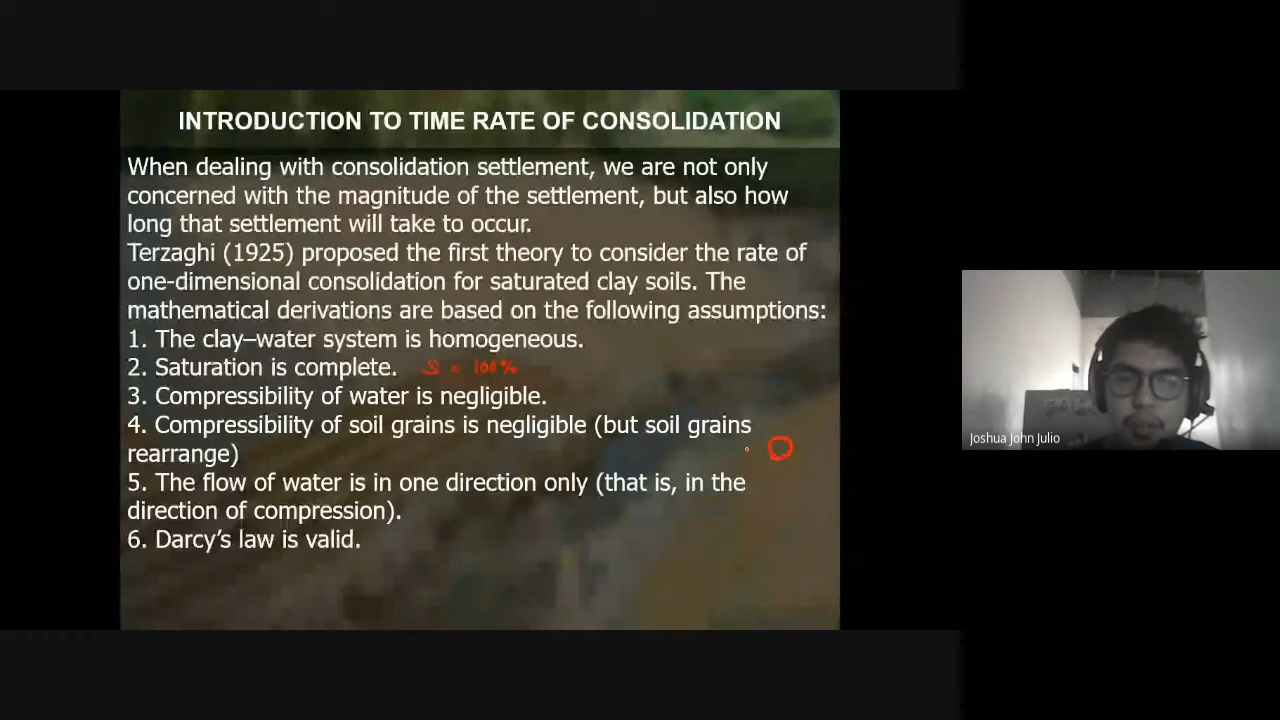 INTRODUCTION TO TIME RATE OF CONSOLIDATION
When dealing with consolidation settlement, we are not only
concerned with the magnitude of the settlement, but also how
long that settlement will take to occur.
Terzaghi (1925) proposed the first theory to consider the rate of
one-dimensional consolidation for saturated clay soils. The
mathematical derivations are based on the following assumptions:
1. The clay–water system is homogeneous.
2. Saturation is complete. S = 100%
3. Compressibility of water is negligible.
4. Compressibility of soil grains is negligible (but soil grains
rearrange)
5. The flow of water is in one direction only (that is, in the
direction of compression).
6. Darcy’s law is valid.
Joshua John Julio